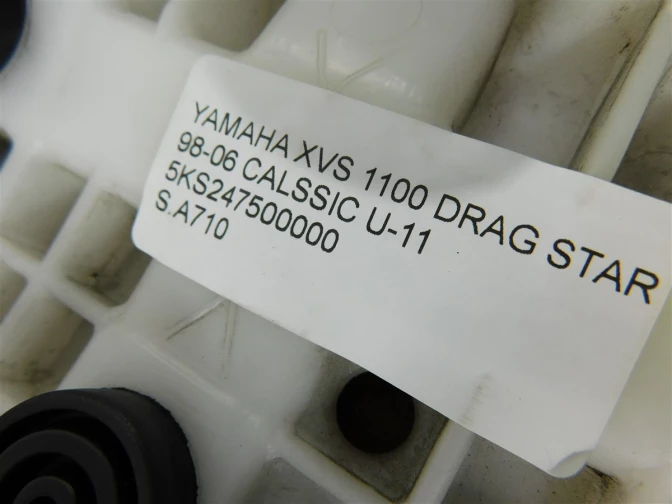 YAMAHA XVS 1100 DRAG STAR
98-06 CALSSIC U-11
5KS247500000
S.A710